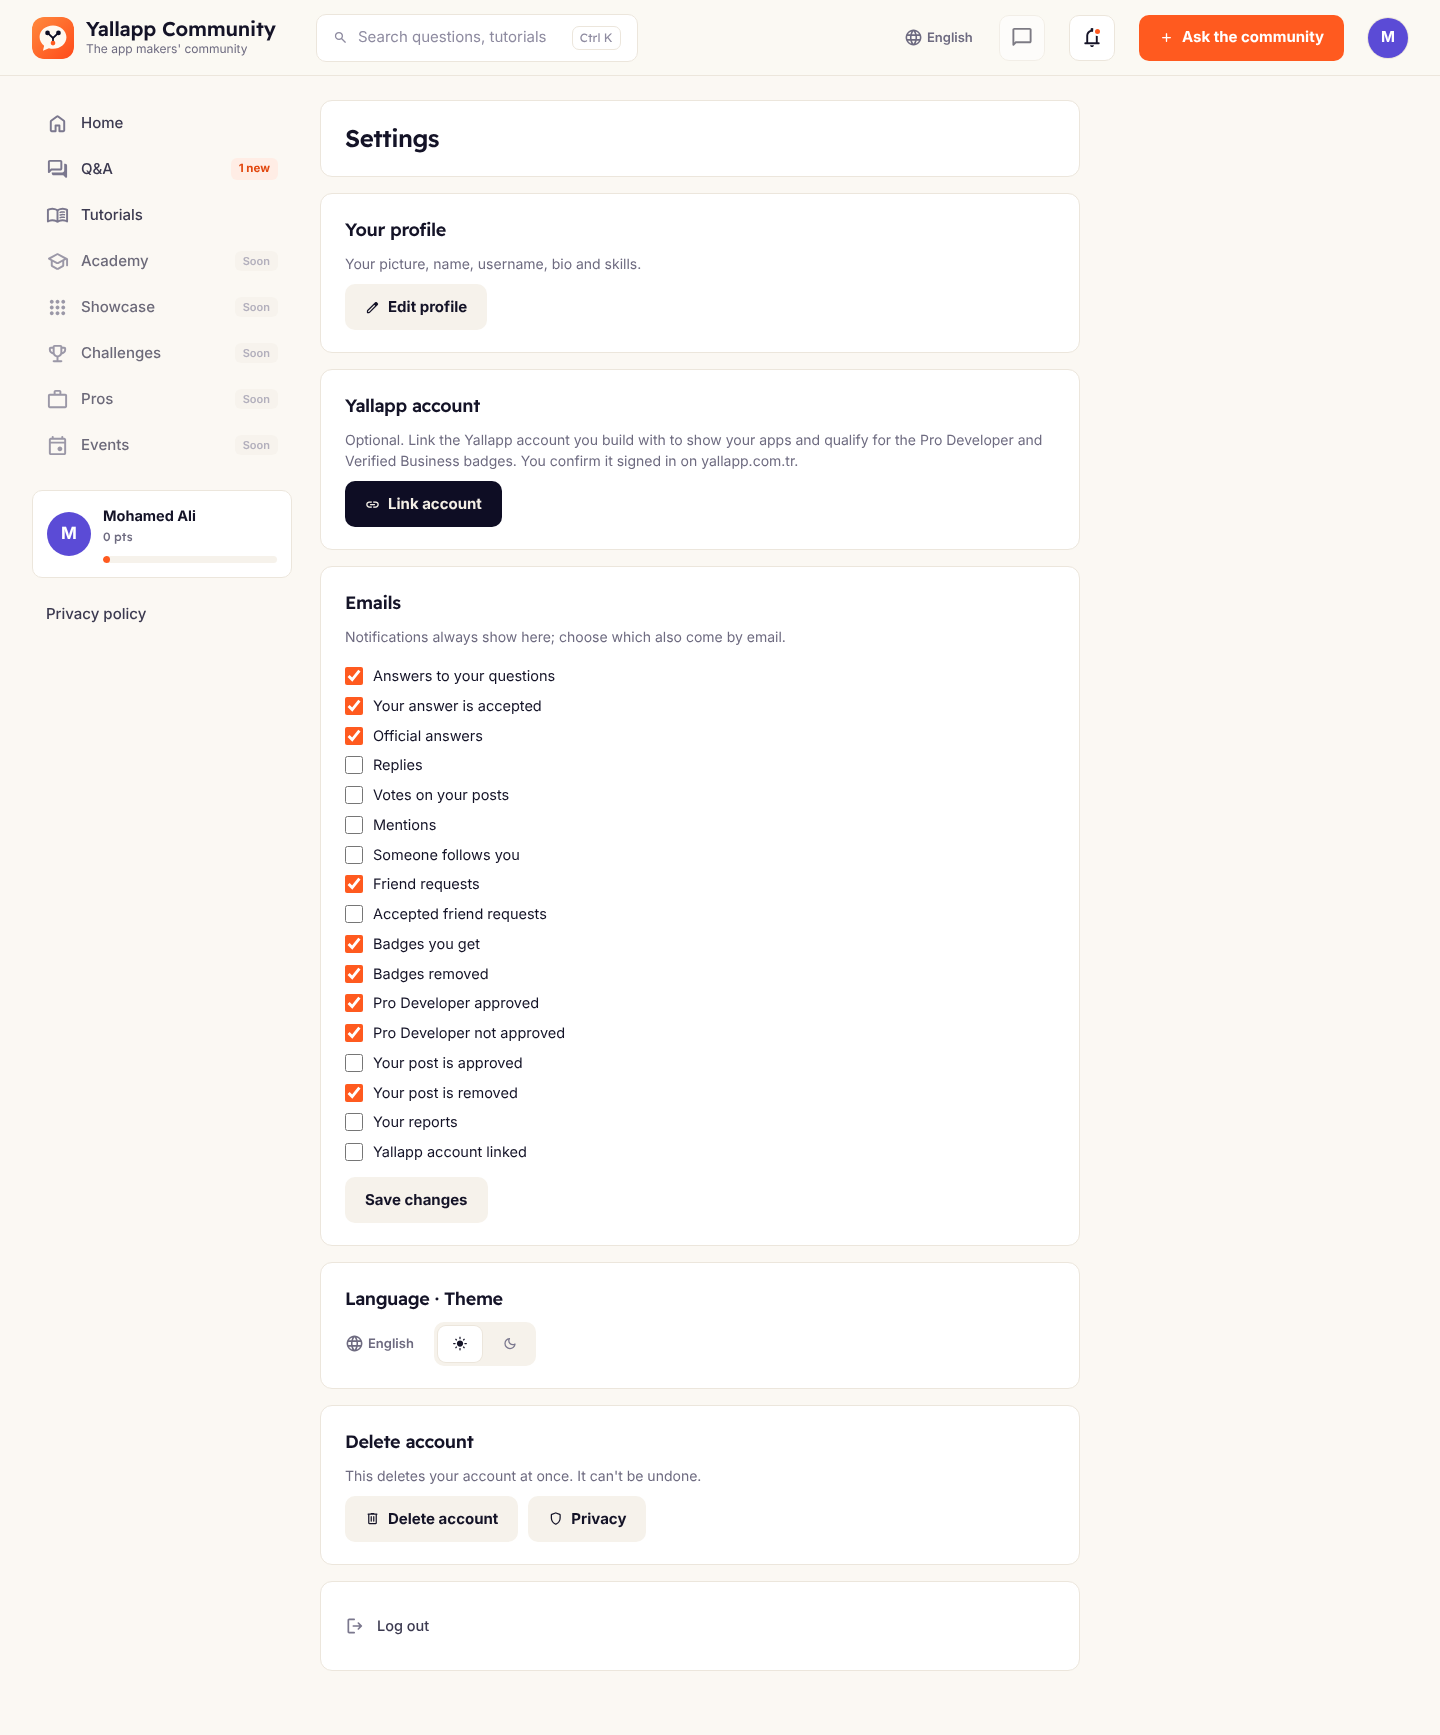 Yallapp Community
The app makers' community
Search questions, tutorials
Ctrl K
English
+ Ask the community
M
Home
Q&A
1 new
Tutorials
Academy
Soon
Showcase
Soon
Challenges
Soon
Pros
Soon
Events
Soon
M
Mohamed Ali
0 pts
Privacy policy
Settings
Your profile
Your picture, name, username, bio and skills.
Edit profile
Yallapp account
Optional. Link the Yallapp account you build with to show your apps and qualify for the Pro Developer and
Verified Business badges. You confirm it signed in on yallapp.com.tr.
Link account
Emails
Notifications always show here; choose which also come by email.
Answers to your questions
Your answer is accepted
Official answers
Replies
Votes on your posts
Mentions
Someone follows you
Friend requests
Accepted friend requests
Badges you get
Badges removed
Pro Developer approved
Pro Developer not approved
Your post is approved
Your post is removed
Your reports
Yallapp account linked
Save changes
Language · Theme
English
Delete account
This deletes your account at once. It can't be undone.
Delete account
Privacy
Log out